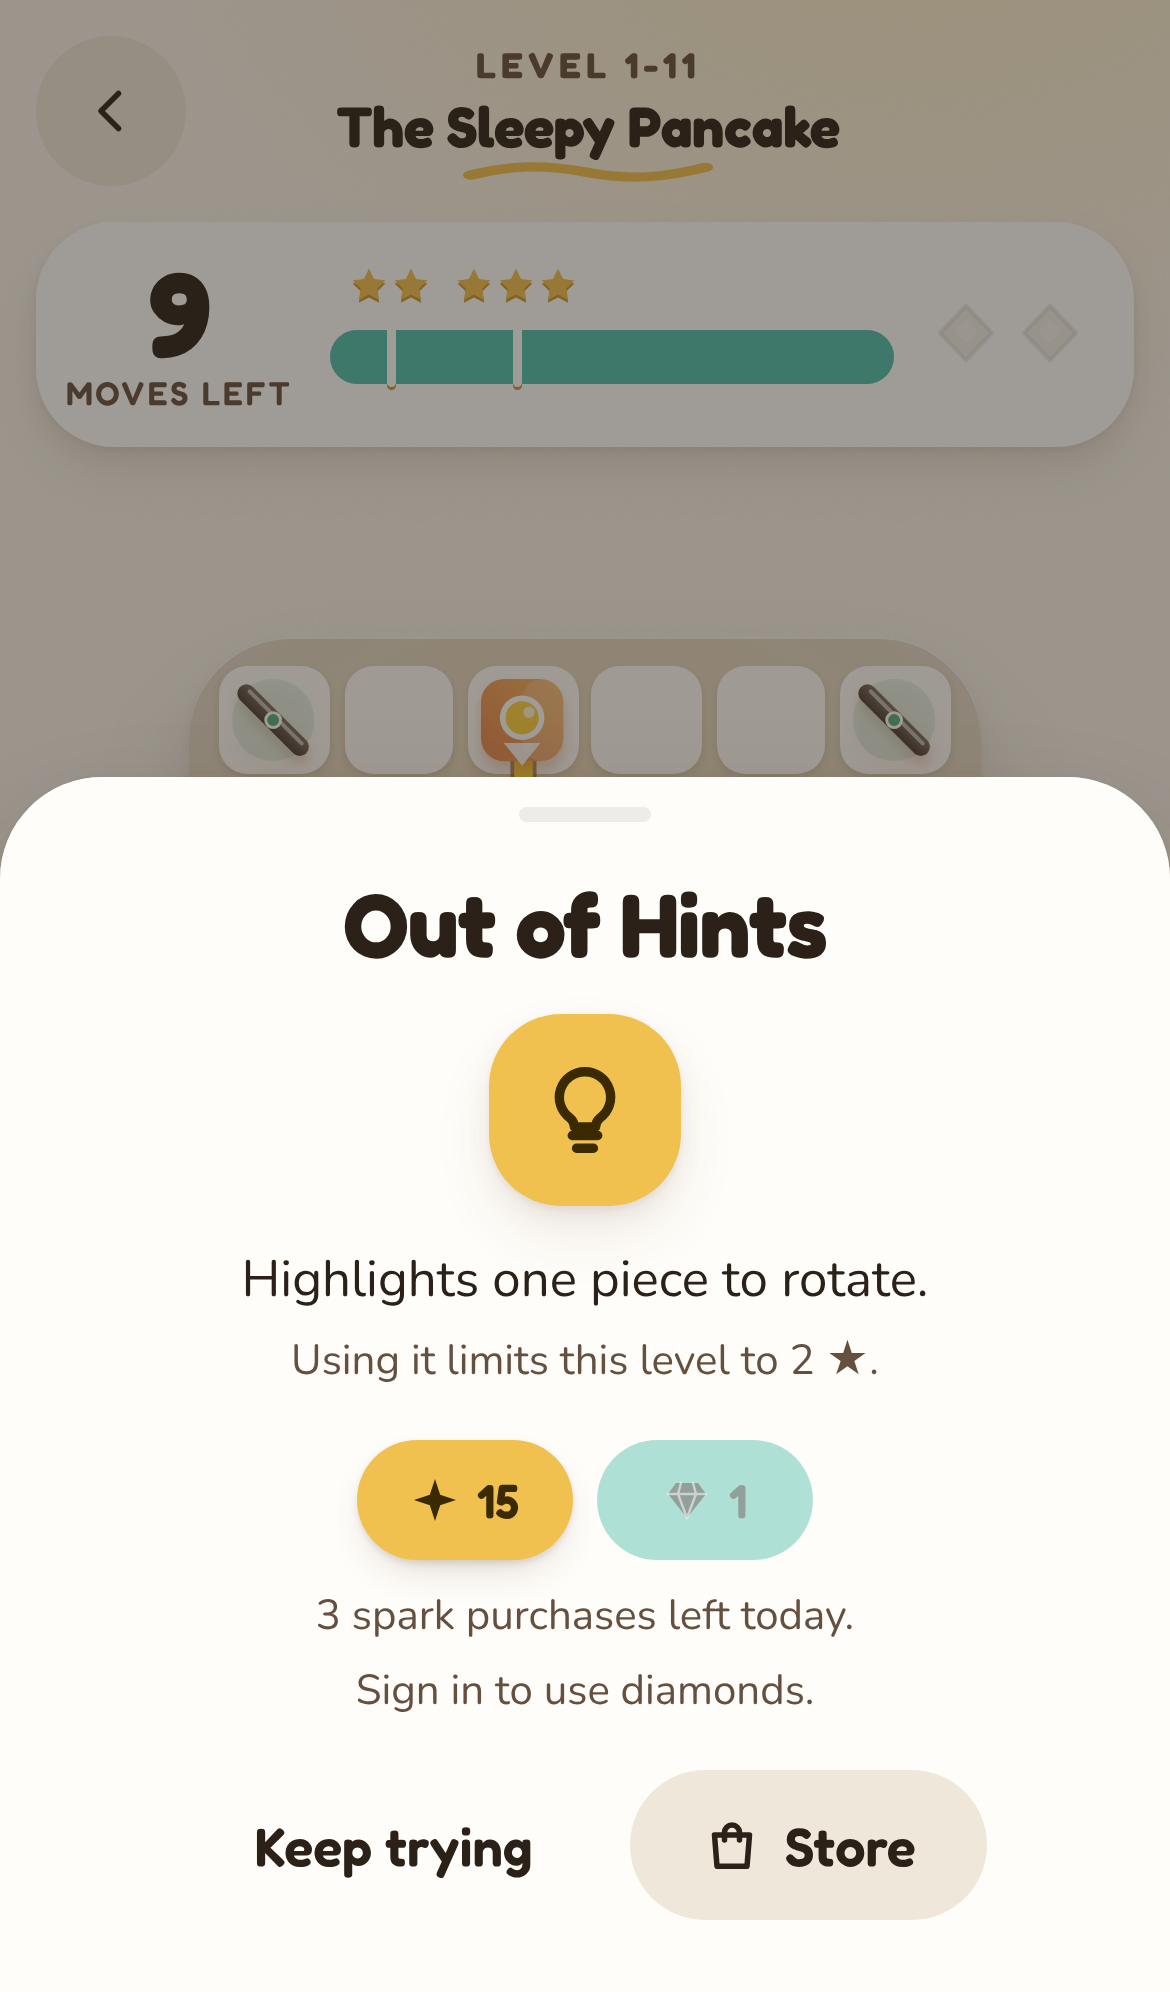 LEVEL 1-11
The Sleepy Pancake
9
MOVES LEFT
Out of Hints
Highlights one piece to rotate.
Using it limits this level to 2 ★.
15
1
3 spark purchases left today.
Sign in to use diamonds.
Keep trying
Store